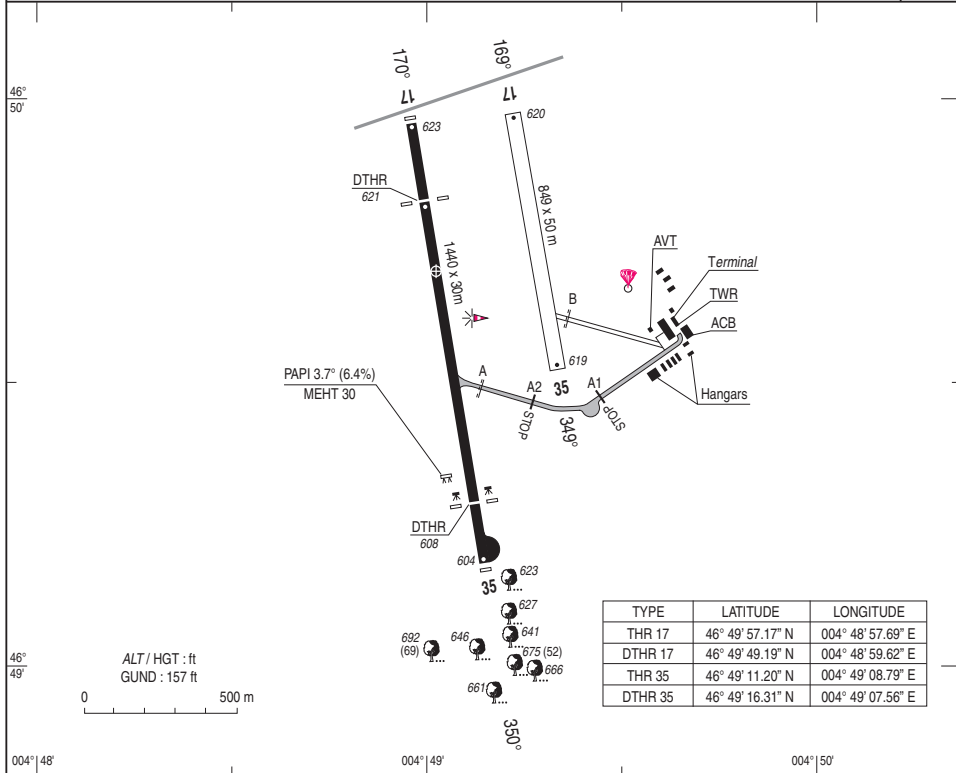 46°
50'
170°
17
169°
17
623
620
DTHR
621
849 x 50 m
1440 x 30m
AVT
Terminal
TWR
ACB
B
619
35
PAPI 3.7° (6.4%)
MEHT 30
A
A2
A1
STOP
STOP
349°
Hangars
DTHR
608
604
35
623
627
641
646
692
(69)
675 (52)
666
661
350°
46°
49'
ALT / HGT : ft
GUND : 157 ft
0 500 m
TYPE LATITUDE LONGITUDE
THR 17 46° 49' 57.17” N 004° 48' 57.69” E
DTHR 17 46° 49' 49.19” N 004° 48' 59.62” E
THR 35 46° 49' 11.20” N 004° 49' 08.79” E
DTHR 35 46° 49' 16.31” N 004° 49' 07.56” E
004° 48' 004° 49' 004° 50'